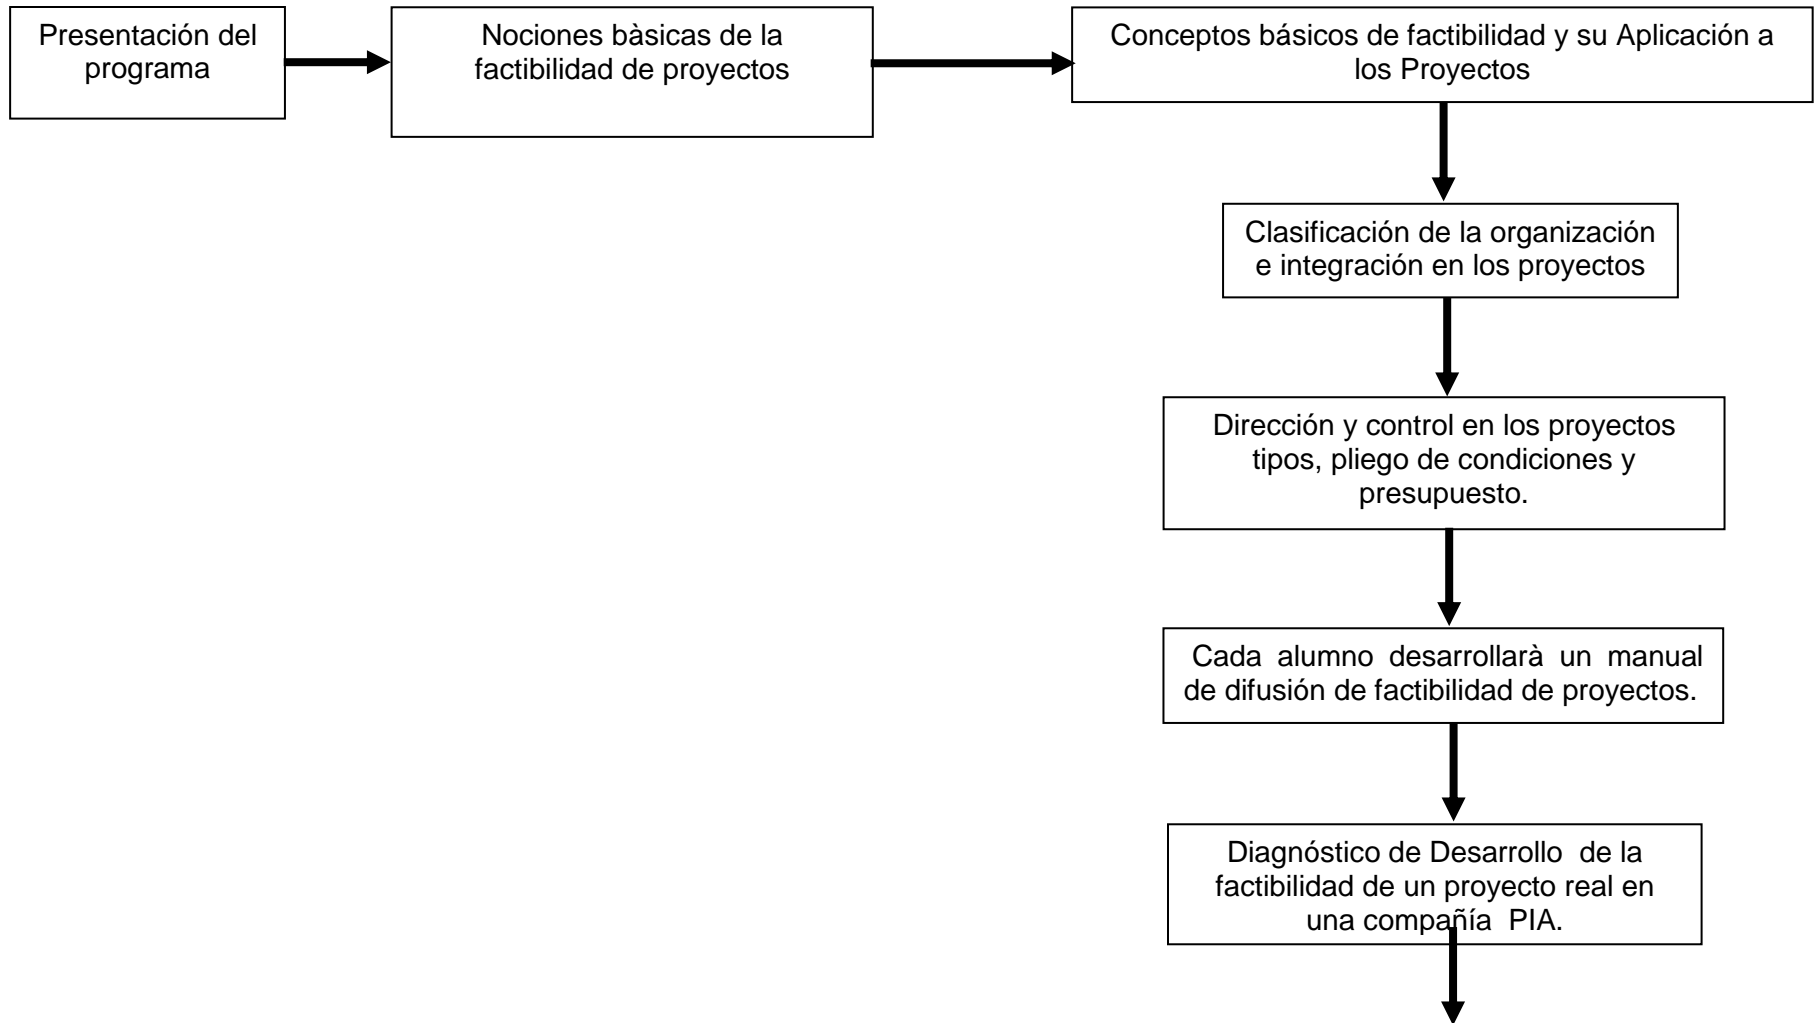 Presentación del
programa
Nociones bàsicas de la
factibilidad de proyectos
Conceptos básicos de factibilidad y su Aplicación a
los Proyectos
Clasificación de la organización
e integración en los proyectos
Dirección y control en los proyectos
tipos, pliego de condiciones y
presupuesto.
Cada alumno desarrollarà un manual
de difusión de factibilidad de proyectos.
Diagnóstico de Desarrollo de la
factibilidad de un proyecto real en
una compañía PIA.